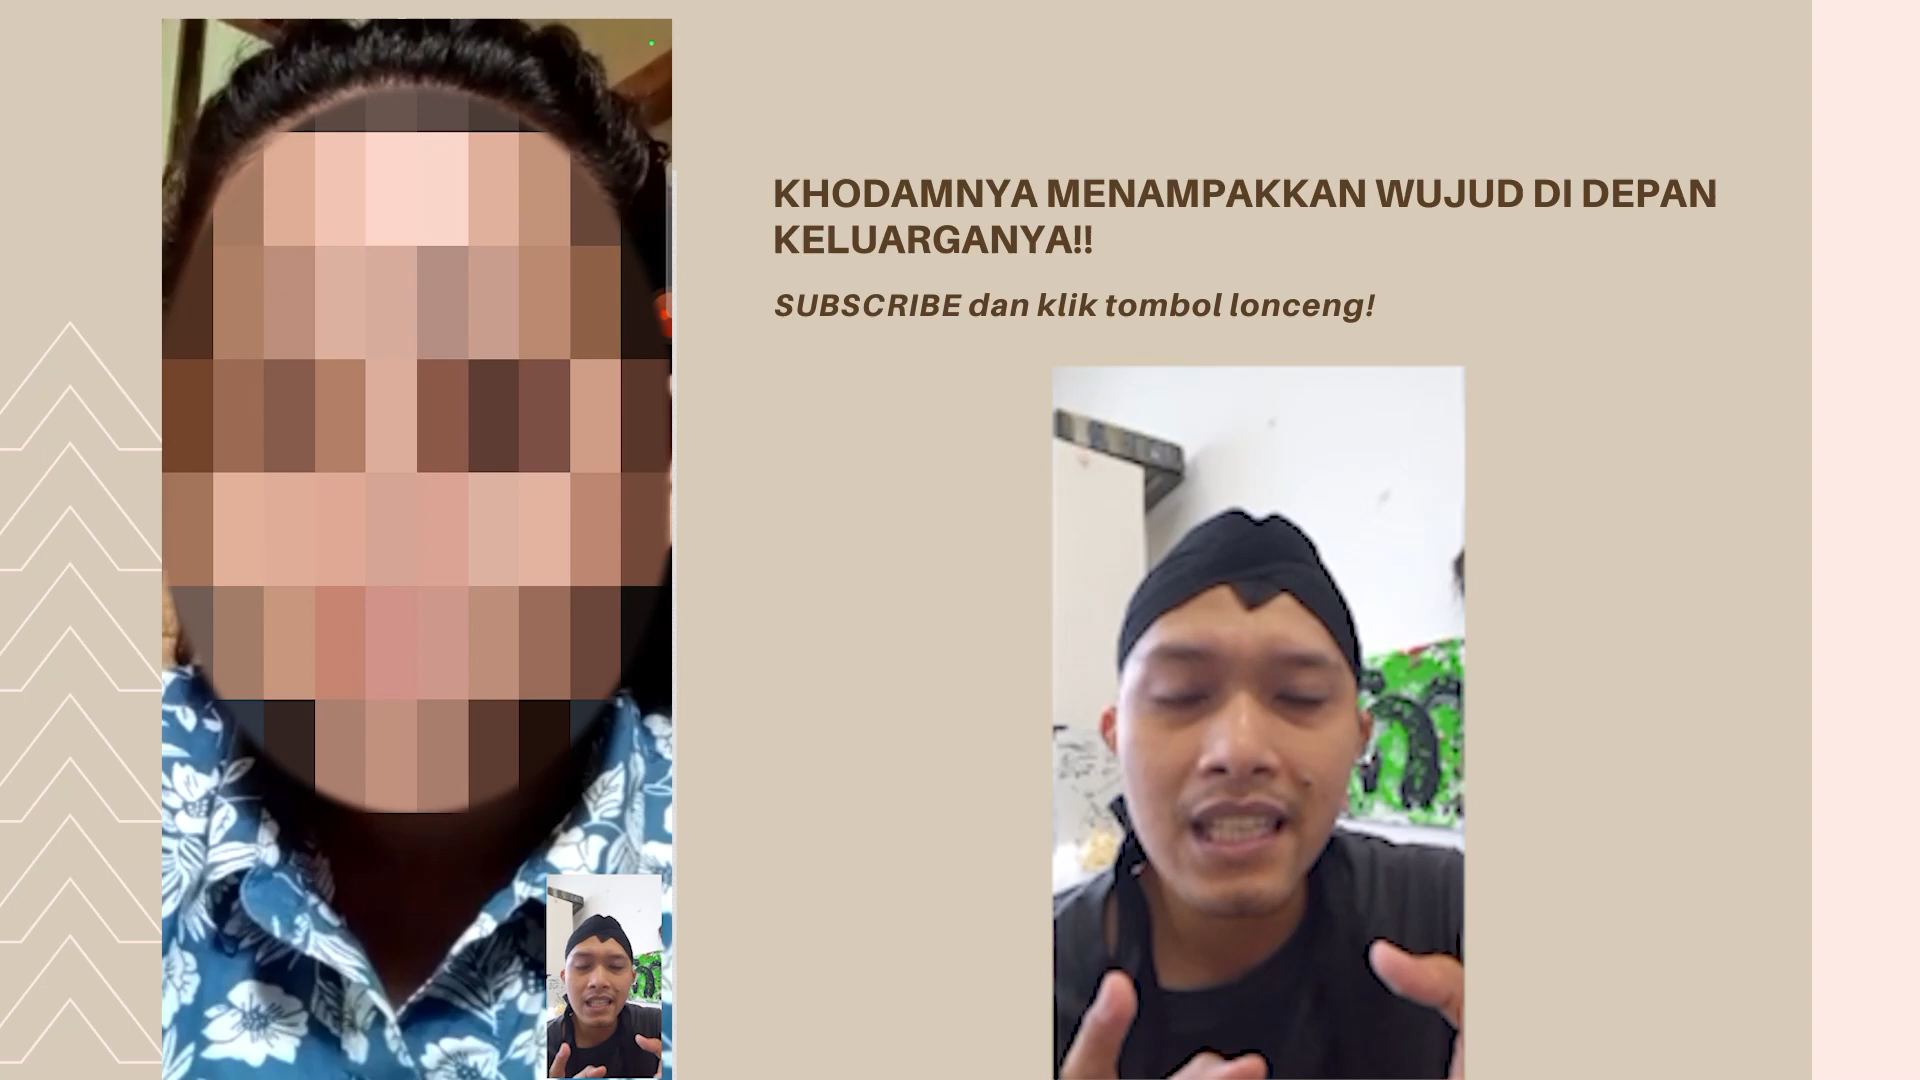 KHODAMNYA MENAMPAKKAN WUJUD DI DEPAN
KELUARGANYA!!
SUBSCRIBE dan klik tombol lonceng!